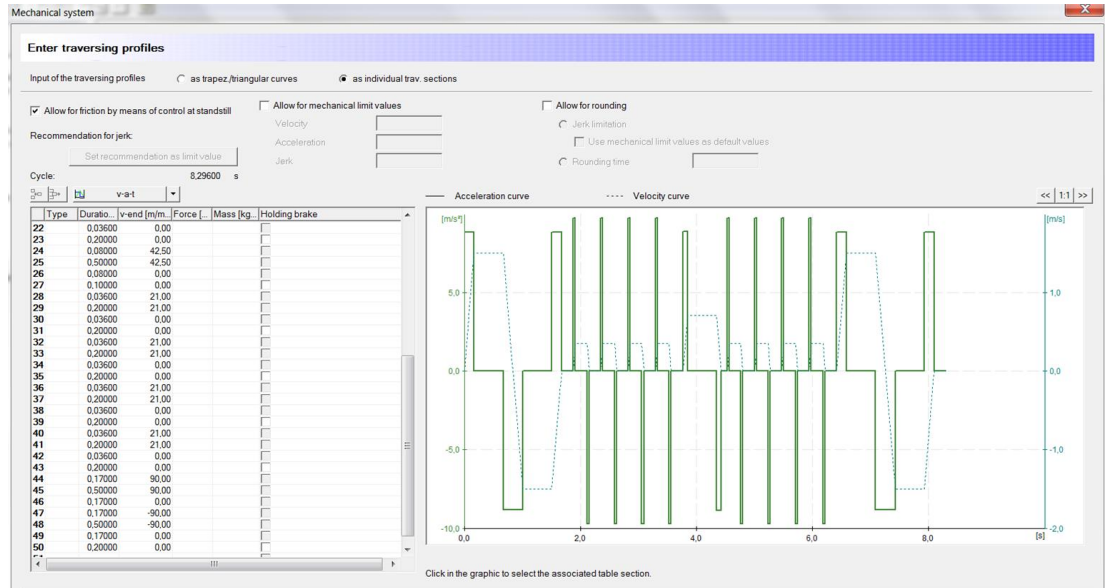 Mechanical system
X
Enter traversing profiles
Input of the traversing profiles as trapez./triangular curves as individual trav. sections
Allow for friction by means of control at standstill Allow for mechanical limit values Allow for rounding
Velocity Jerk limitation
Recommendation for jerk: Acceleration Use mechanical limit values as default values
Set recommendation as limit value Jerk Rounding time
Cycle: 8,29600 s
v-a-t Acceleration curve Velocity curve << 1:1 >>
Type Duratio... v-end [m/m... Force [... Mass [kg... Holding brake
22 0,03600 0,00
23 0,20000 0,00
24 0,08000 42,50
25 0,50000 42,50
26 0,08000 0,00
27 0,10000 0,00
28 0,03600 21,00
29 0,20000 21,00
30 0,03600 0,00
31 0,20000 0,00
32 0,03600 21,00
33 0,20000 21,00
34 0,03600 0,00
35 0,20000 0,00
36 0,03600 21,00
37 0,20000 21,00
38 0,03600 0,00
39 0,20000 0,00
40 0,03600 21,00
41 0,20000 21,00
42 0,03600 0,00
43 0,20000 0,00
44 0,17000 90,00
45 0,50000 90,00
46 0,17000 0,00
47 0,17000 -90,00
48 0,50000 -90,00
49 0,17000 0,00
50 0,20000 0,00
[m/s²] [m/s]
5,0 1,0
0,0 0,0
-5,0 -1,0
-10,0 -2,0
0,0 2,0 4,0 6,0 8,0 [s]
Click in the graphic to select the associated table section.